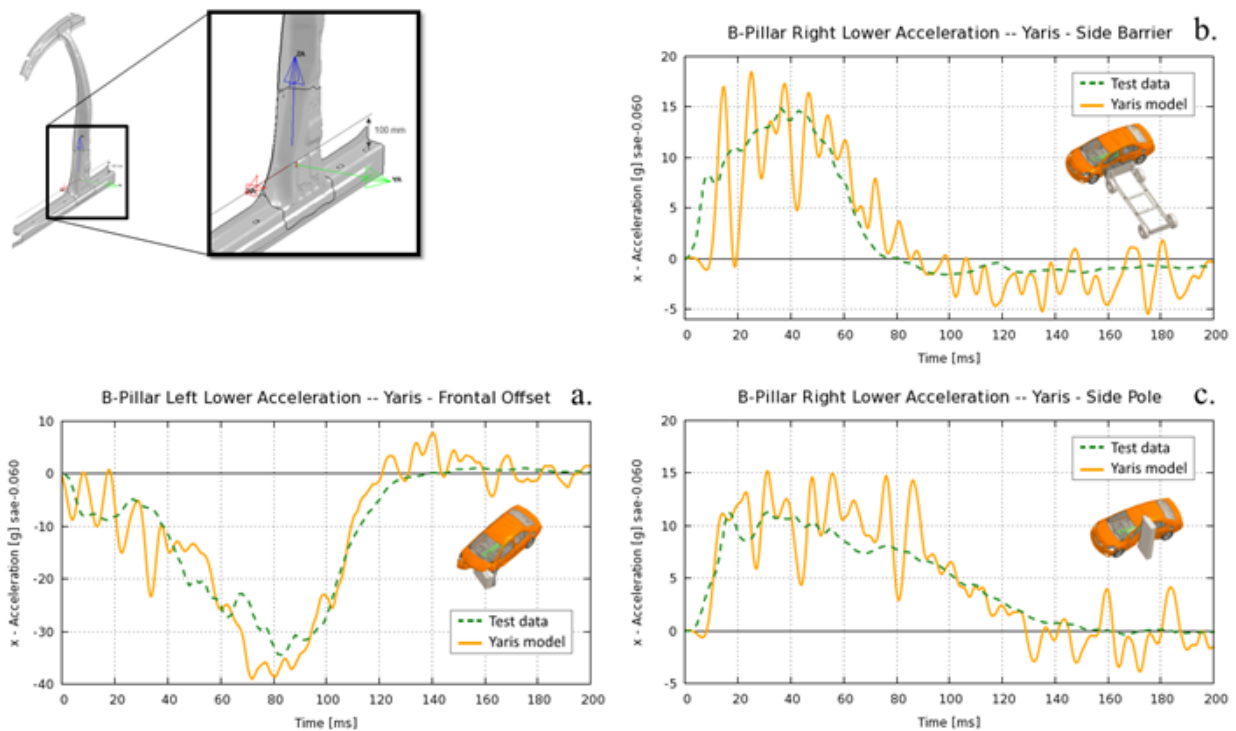 100 mm
B-Pillar Right Lower Acceleration -- Yaris - Side Barrier
b.
x - Acceleration [g] sae-0.060
20
15
10
5
0
-5
Test data
Yaris model
0 20 40 60 80 100 120 140 160 180 200
Time [ms]
B-Pillar Left Lower Acceleration -- Yaris - Frontal Offset
a.
x - Acceleration [g] sae-0.060
10
0
-10
-20
-30
-40
Test data
Yaris model
0 20 40 60 80 100 120 140 160 180 200
Time [ms]
B-Pillar Right Lower Acceleration -- Yaris - Side Pole
c.
x - Acceleration [g] sae-0.060
20
15
10
5
0
-5
Test data
Yaris model
0 20 40 60 80 100 120 140 160 180 200
Time [ms]